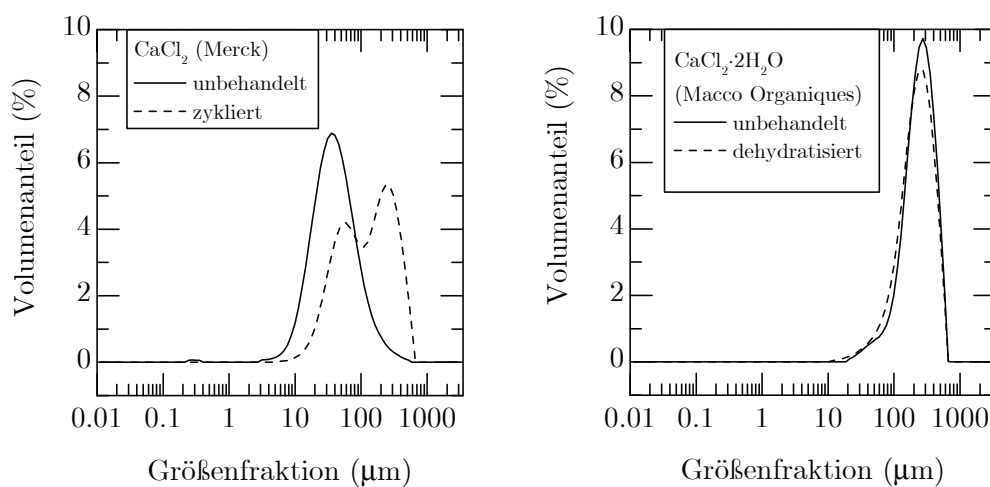 10
8
6
4
2
0
Volumenanteil (%)
CaCl₂ (Merck)
unbehandelt
zykliert
0.01 0.1 1 10 100 1000
Größenfraktion (μm)
10
8
6
4
2
0
Volumenanteil (%)
CaCl₂·2H₂O
(Macco Organiques)
unbehandelt
dehydratisiert
0.01 0.1 1 10 100 1000
Größenfraktion (μm)